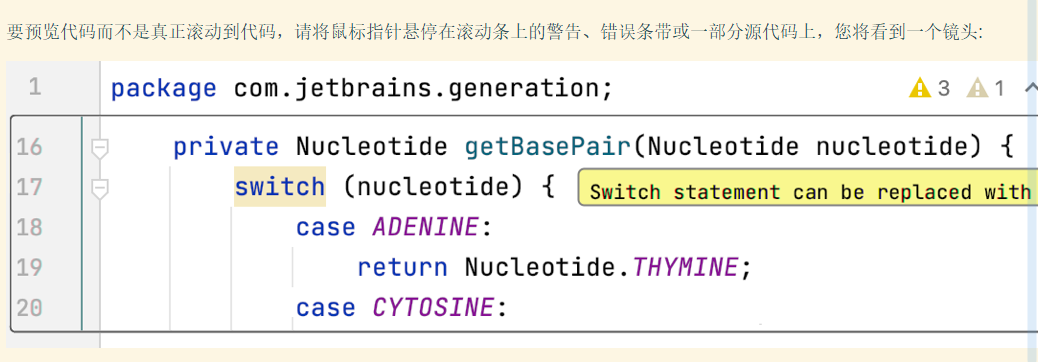 要预览代码而不是真正滚动到代码，请将鼠标指针悬停在滚动条上的警告、错误条带或一部分源代码上，您将看到一个镜头:
1 package com.jetbrains.generation; 3 1
16 private Nucleotide getBasePair(Nucleotide nucleotide) {
17 switch (nucleotide) { Switch statement can be replaced with
18 case ADENINE:
19 return Nucleotide.THYMINE;
20 case CYTOSINE: